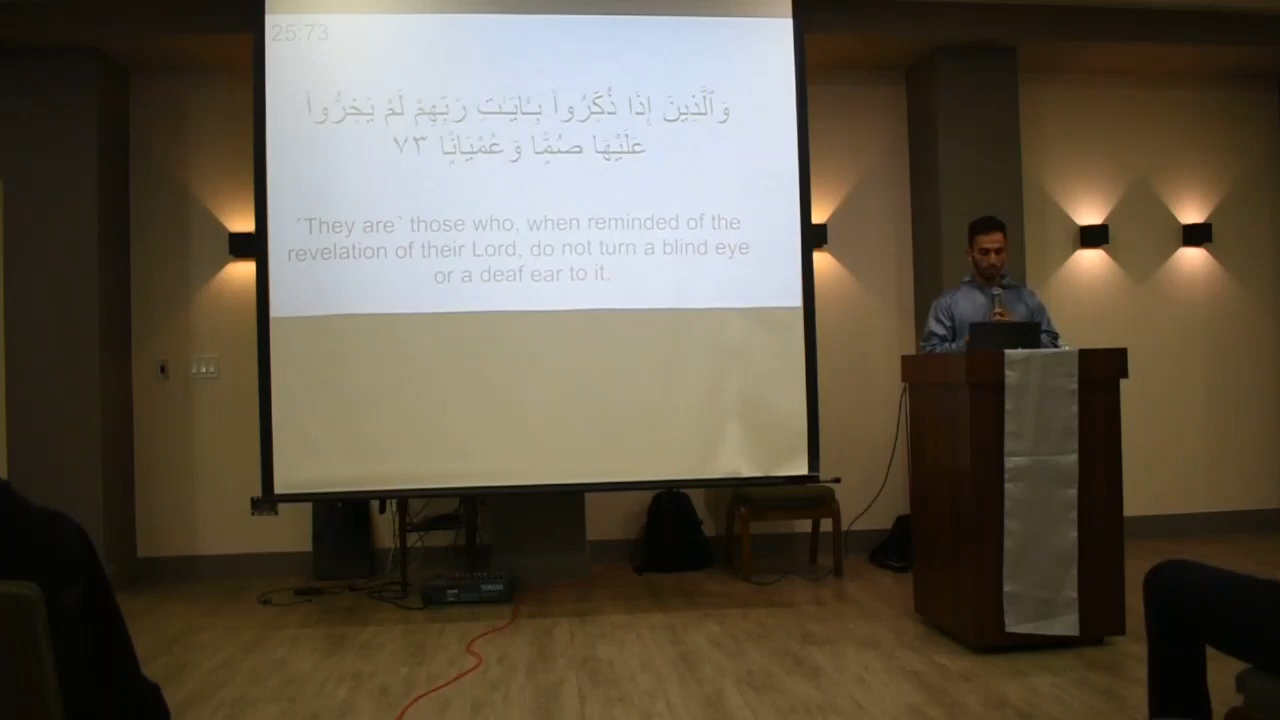 25:73
وَٱلَّذِينَ إِذَا ذُكِّرُوا۟ بِـَٔايَـٰتِ رَبِّهِمْ لَمْ يَخِرُّوا۟
عَلَيْهَا صُمًّۭا وَعُمْيَانًۭا ٧٣
´They are` those who, when reminded of the
revelation of their Lord, do not turn a blind eye
or a deaf ear to it.
YAMAHA